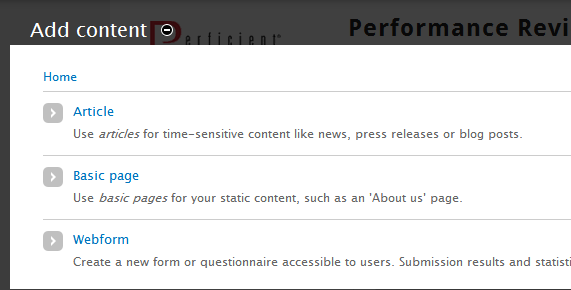 Add content
Perficient®
Performance Revi
Home
Article
Use articles for time-sensitive content like news, press releases or blog posts.
Basic page
Use basic pages for your static content, such as an 'About us' page.
Webform
Create a new form or questionnaire accessible to users. Submission results and statisti